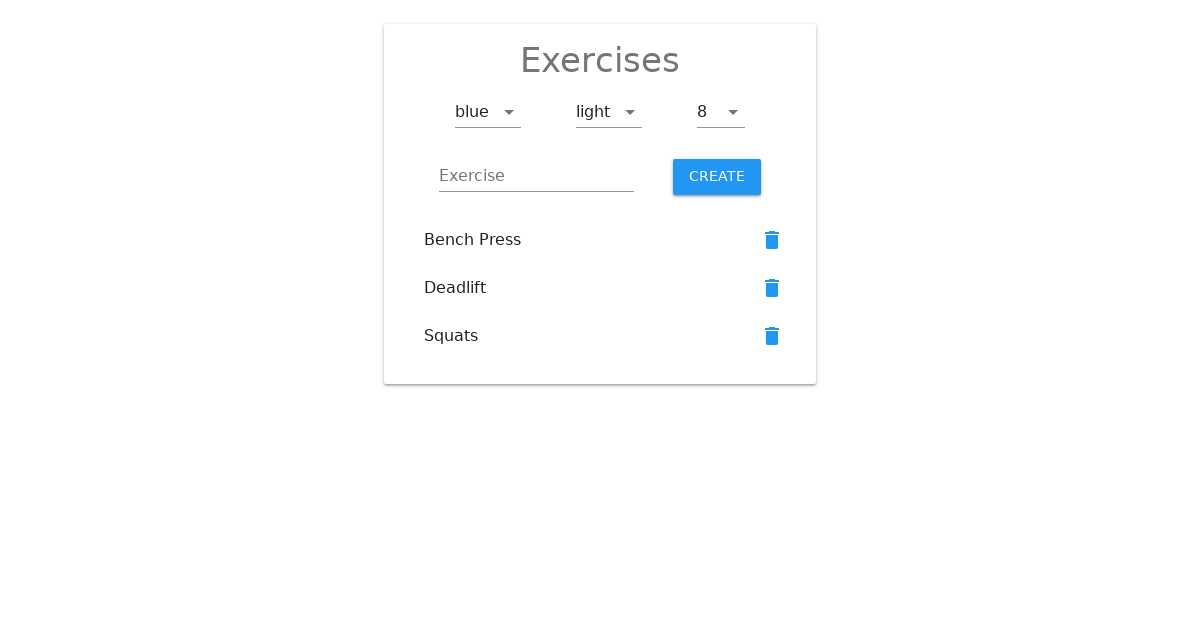 Exercises
blue light 8
Exercise CREATE
Bench Press
Deadlift
Squats